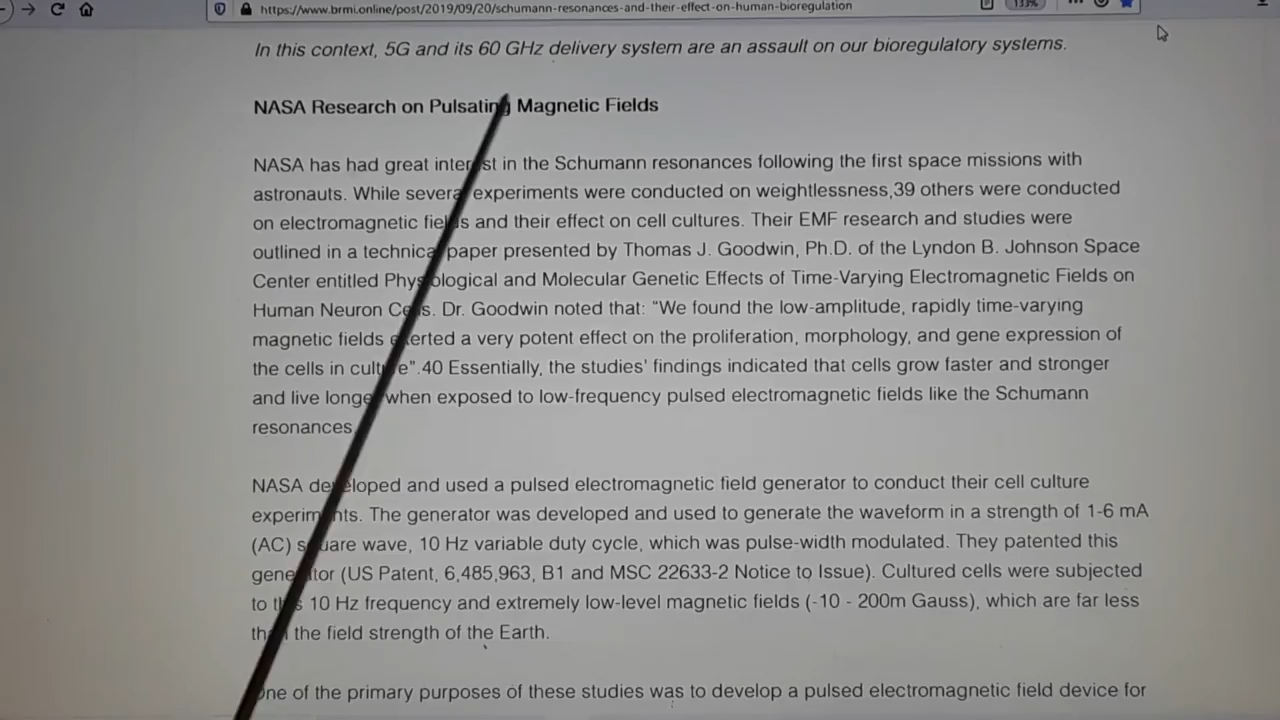 https://www.brmi.online/post/2019/09/20/schumann-resonances-and-their-effect-on-human-bioregulation
133%
In this context, 5G and its 60 GHz delivery system are an assault on our bioregulatory systems.
NASA Research on Pulsating Magnetic Fields
NASA has had great interest in the Schumann resonances following the first space missions with
astronauts. While several experiments were conducted on weightlessness,39 others were conducted
on electromagnetic fields and their effect on cell cultures. Their EMF research and studies were
outlined in a technical paper presented by Thomas J. Goodwin, Ph.D. of the Lyndon B. Johnson Space
Center entitled Physiological and Molecular Genetic Effects of Time-Varying Electromagnetic Fields on
Human Neuron Cells. Dr. Goodwin noted that: “We found the low-amplitude, rapidly time-varying
magnetic fields exerted a very potent effect on the proliferation, morphology, and gene expression of
the cells in culture”.40 Essentially, the studies’ findings indicated that cells grow faster and stronger
and live longer when exposed to low-frequency pulsed electromagnetic fields like the Schumann
resonances.
NASA developed and used a pulsed electromagnetic field generator to conduct their cell culture
experiments. The generator was developed and used to generate the waveform in a strength of 1-6 mA
(AC) square wave, 10 Hz variable duty cycle, which was pulse-width modulated. They patented this
generator (US Patent, 6,485,963, B1 and MSC 22633-2 Notice to Issue). Cultured cells were subjected
to this 10 Hz frequency and extremely low-level magnetic fields (-10 - 200m Gauss), which are far less
than the field strength of the Earth.
One of the primary purposes of these studies was to develop a pulsed electromagnetic field device for